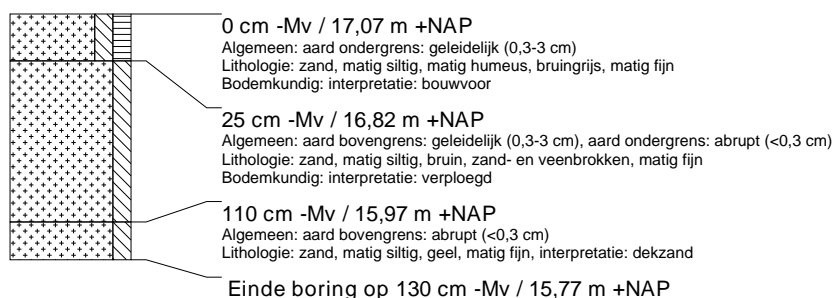 0 cm -Mv / 17,07 m +NAP
Algemeen: aard ondergrens: geleidelijk (0,3-3 cm)
Lithologie: zand, matig siltig, matig humeus, bruingrijs, matig fijn
Bodemkundig: interpretatie: bouwvoor
25 cm -Mv / 16,82 m +NAP
Algemeen: aard bovengrens: geleidelijk (0,3-3 cm), aard ondergrens: abrupt (<0,3 cm)
Lithologie: zand, matig siltig, bruin, zand- en veenbrokken, matig fijn
Bodemkundig: interpretatie: verploegd
110 cm -Mv / 15,97 m +NAP
Algemeen: aard bovengrens: abrupt (<0,3 cm)
Lithologie: zand, matig siltig, geel, matig fijn, interpretatie: dekzand
Einde boring op 130 cm -Mv / 15,77 m +NAP